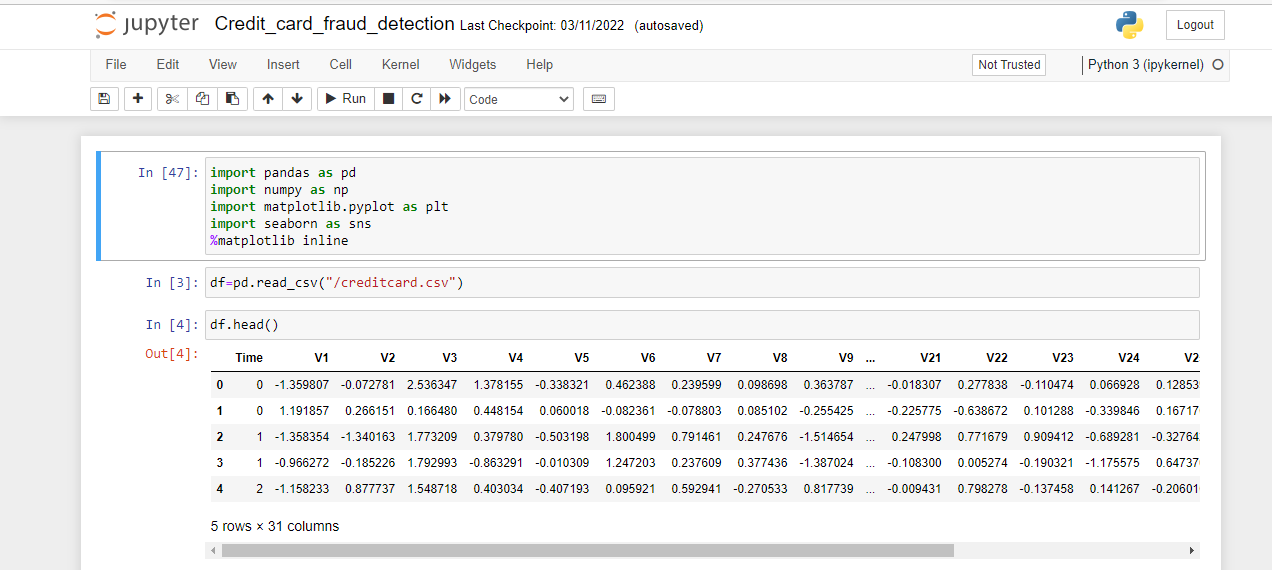 jupyter Credit_card_fraud_detection Last Checkpoint: 03/11/2022 (autosaved)
Logout
File Edit View Insert Cell Kernel Widgets Help
Not Trusted
Python 3 (ipykernel)
Run
Code
In [47]:
import pandas as pd
import numpy as np
import matplotlib.pyplot as plt
import seaborn as sns
%matplotlib inline
In [3]: df=pd.read_csv("/creditcard.csv")
In [4]: df.head()
Out[4]:
Time V1 V2 V3 V4 V5 V6 V7 V8 V9 ... V21 V22 V23 V24 V2
0 0 -1.359807 -0.072781 2.536347 1.378155 -0.338321 0.462388 0.239599 0.098698 0.363787 ... -0.018307 0.277838 -0.110474 0.066928 0.12853
1 0 1.191857 0.266151 0.166480 0.448154 0.060018 -0.082361 -0.078803 0.085102 -0.255425 ... -0.225775 -0.638672 0.101288 -0.339846 0.16717
2 1 -1.358354 -1.340163 1.773209 0.379780 -0.503198 1.800499 0.791461 0.247676 -1.514654 ... 0.247998 0.771679 0.909412 -0.689281 -0.32764
3 1 -0.966272 -0.185226 1.792993 -0.863291 -0.010309 1.247203 0.237609 0.377436 -1.387024 ... -0.108300 0.005274 -0.190321 -1.175575 0.64737
4 2 -1.158233 0.877737 1.548718 0.403034 -0.407193 0.095921 0.592941 -0.270533 0.817739 ... -0.009431 0.798278 -0.137458 0.141267 -0.20601
5 rows × 31 columns